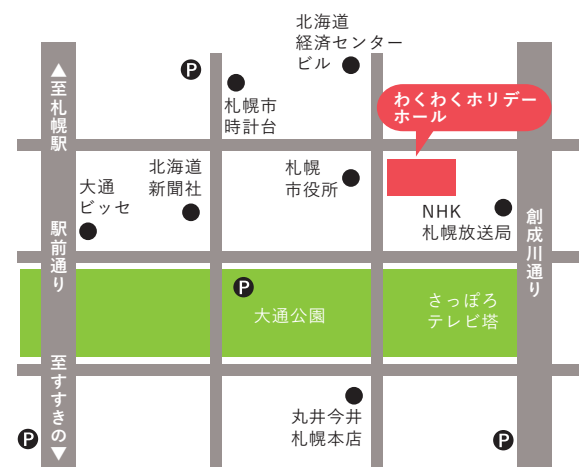 北海道
経済センター
ビル
P
札幌市
時計台
わくわくホリデー
ホール
▲至札幌駅
北海道
新聞社
札幌
市役所
大通
ビッセ
NHK
札幌放送局
駅前通り
創成川通り
P
大通公園
さっぽろ
テレビ塔
至すすきの▼
丸井今井
札幌本店
P
P